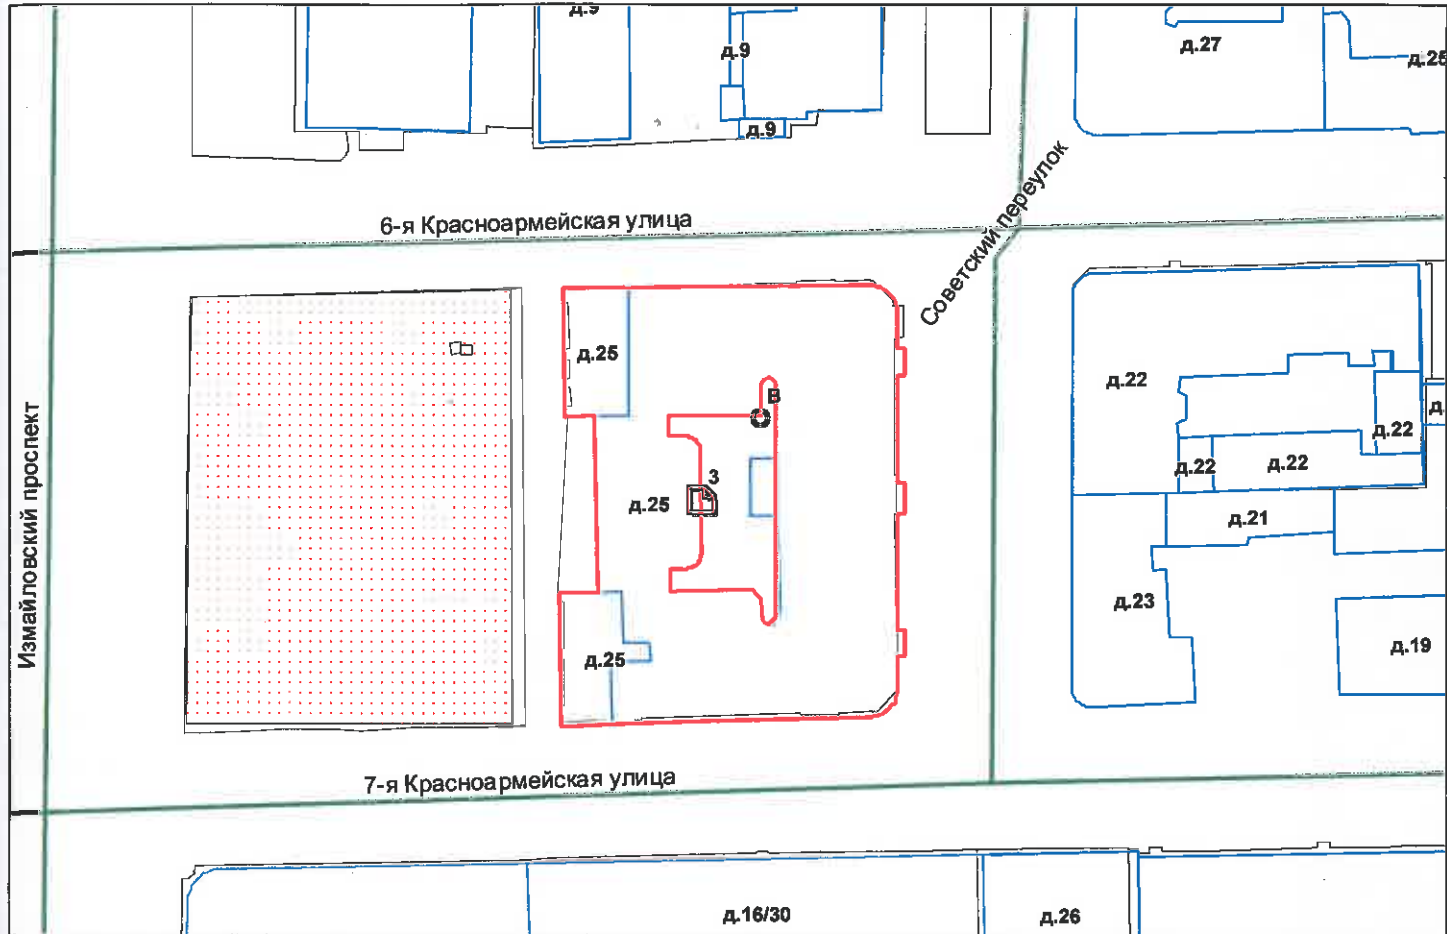 д.9
д.9
д.27
д.25
д.9
Советский переулок
6-я Красноармейская улица
д.25
д.22
В
д.
д.22
3
д.22
д.22
д.25
д.21
Измайловский проспект
д.23
д.19
д.25
7-я Красноармейская улица
д.16/30
д.26